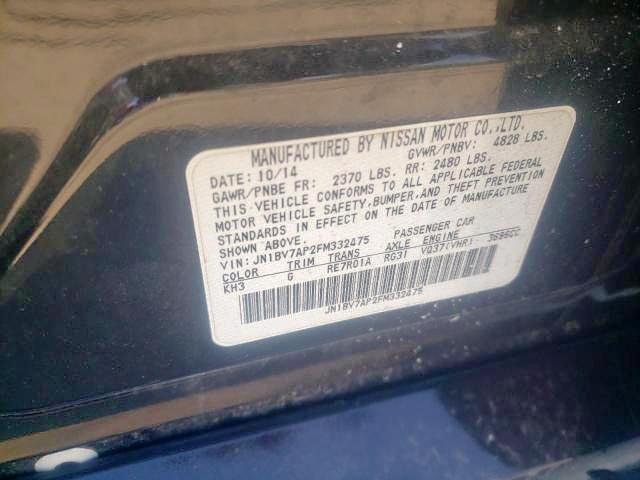 MANUFACTURED BY NISSAN MOTOR CO.,LTD.
DATE: 10/14 GVWR/PNBV: 4828 LBS.
GAWR/PNBE FR: 2370 LBS. RR: 2480 LBS.
THIS VEHICLE CONFORMS TO ALL APPLICABLE FEDERAL
MOTOR VEHICLE SAFETY,BUMPER,AND THEFT PREVENTION
STANDARDS IN EFFECT ON THE DATE OF MANUFACTURE
SHOWN ABOVE.
VIN: JN1BV7AP2FM332475 PASSENGER CAR
COLOR TRIM TRANS AXLE ENGINE
KH3 G RE7R01A RG31 VQ37(VHR) 3696CC
JN1BV7AP2FM332475